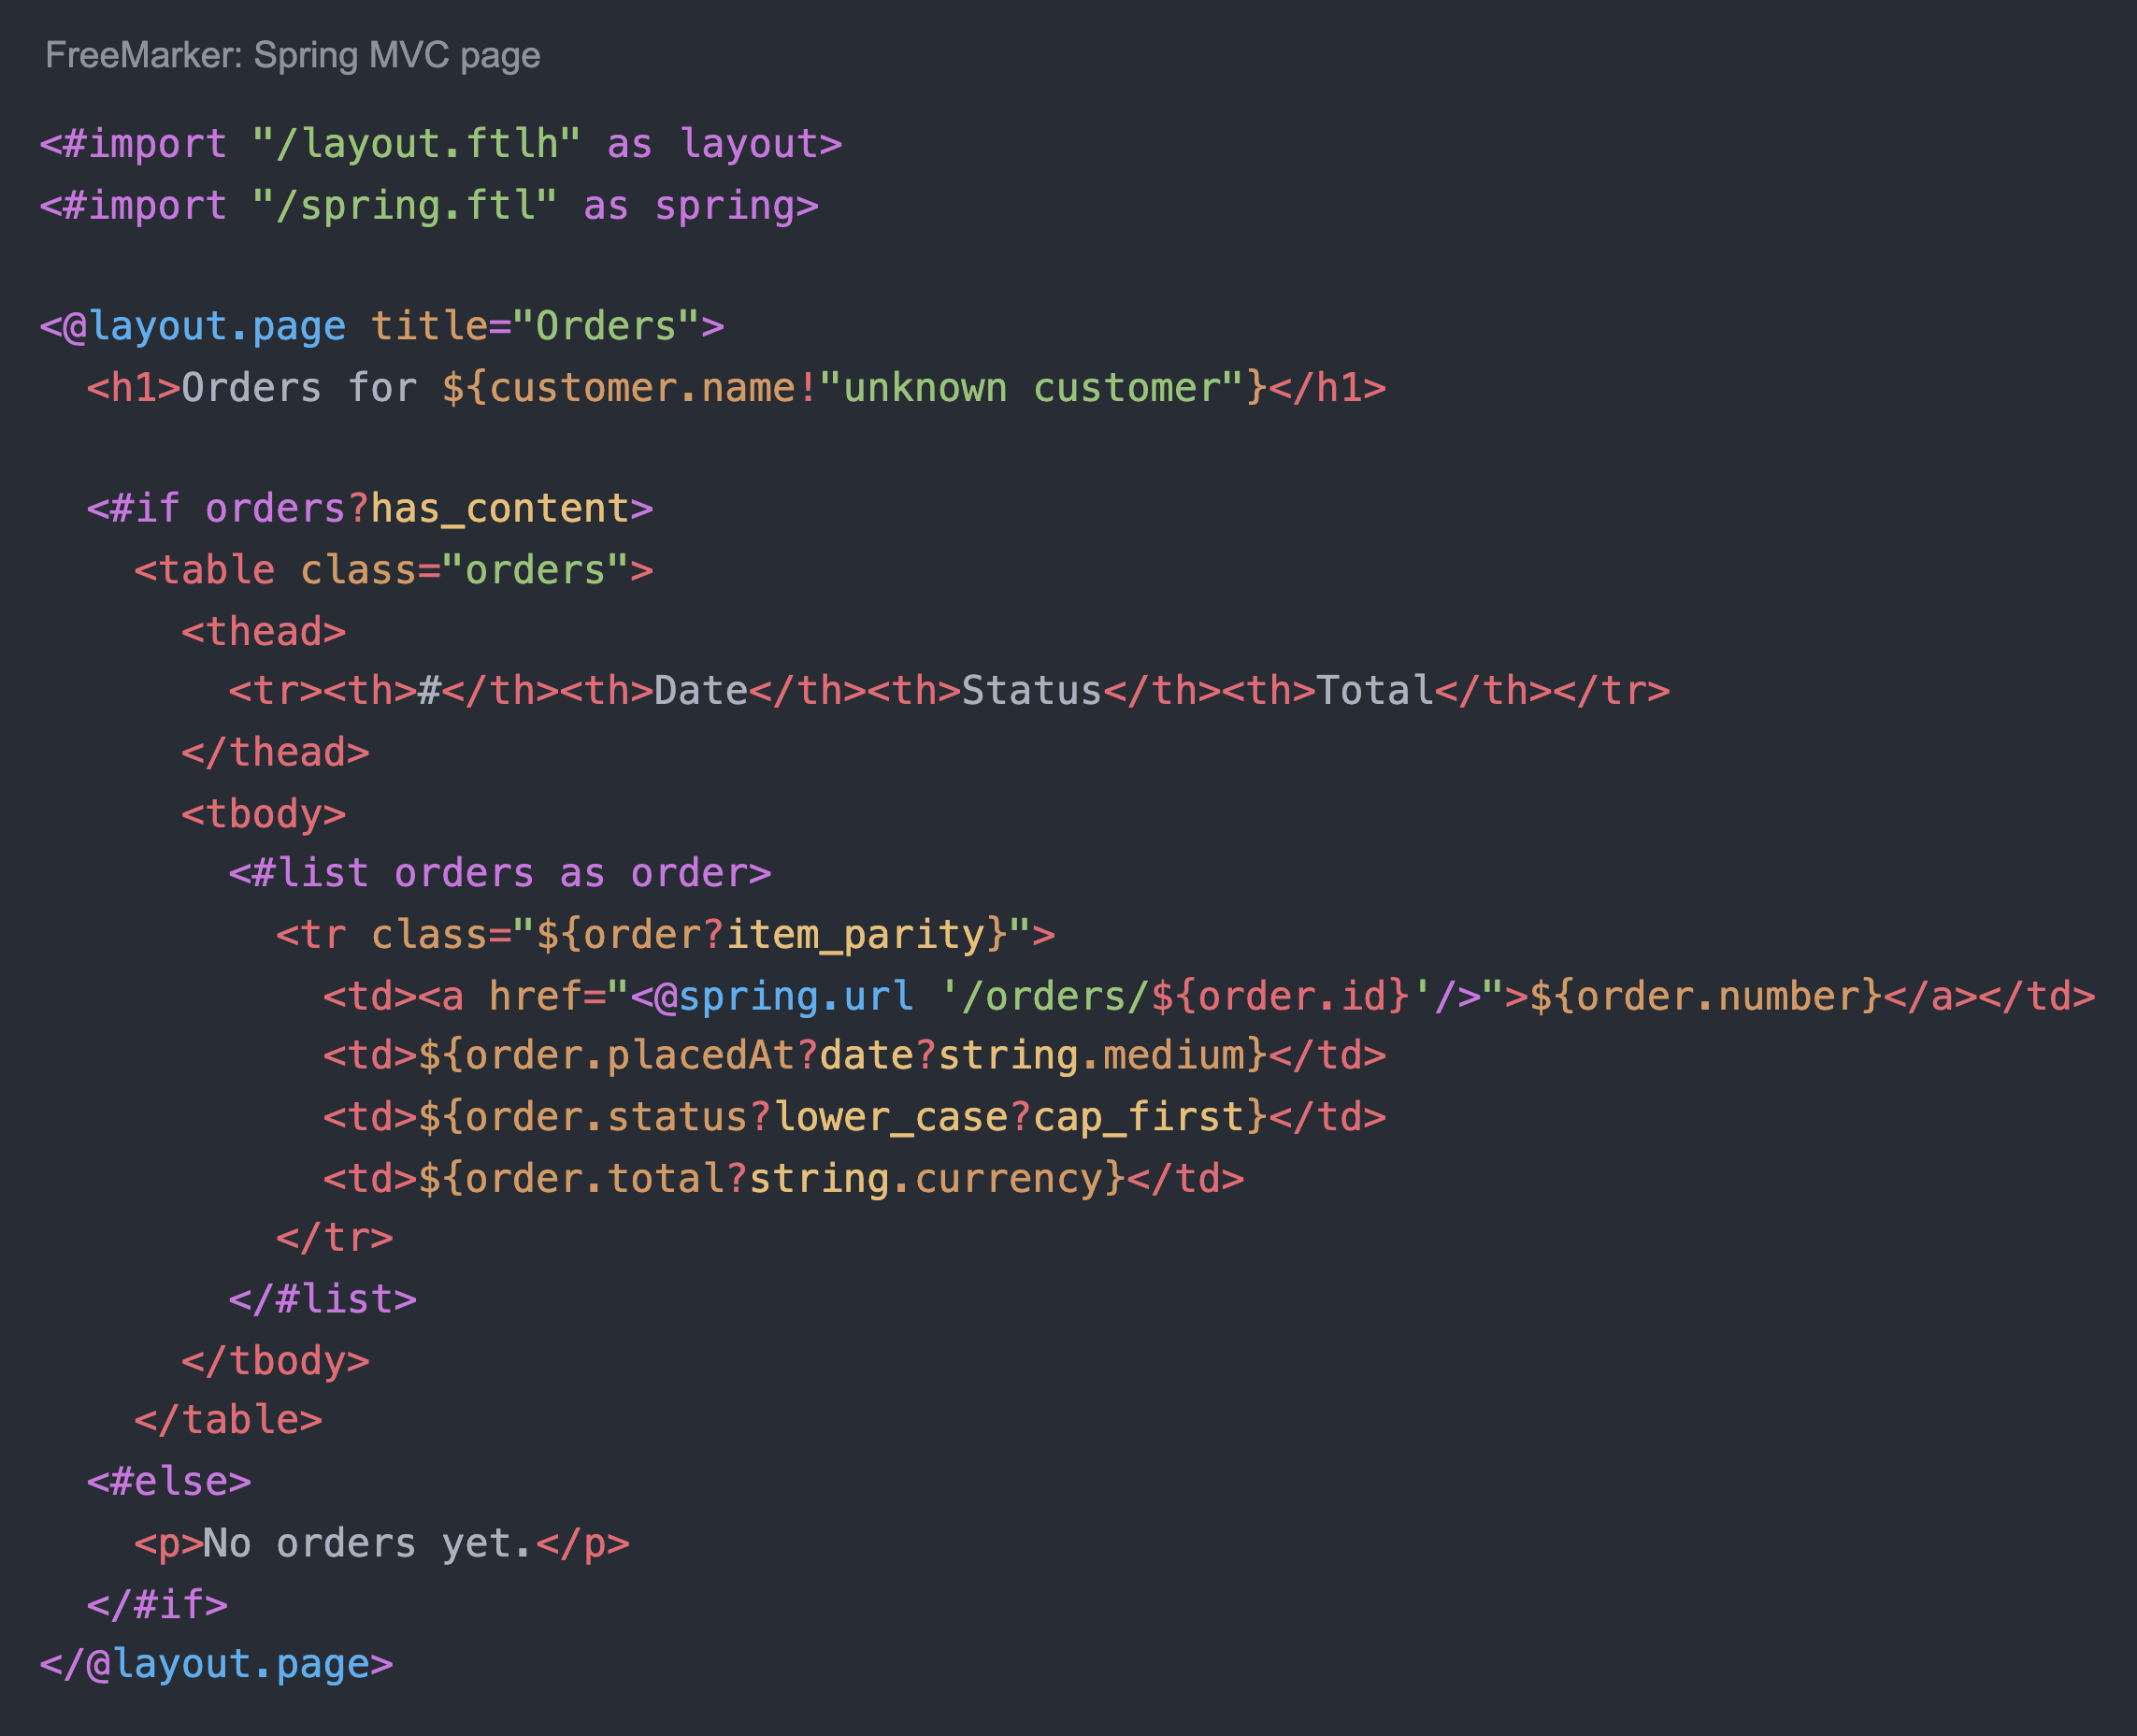 FreeMarker: Spring MVC page
<#import "/layout.ftlh" as layout>
<#import "/spring.ftl" as spring>

<@layout.page title="Orders">
  <h1>Orders for ${customer.name!"unknown customer"}</h1>

  <#if orders?has_content>
    <table class="orders">
      <thead>
        <tr><th>#</th><th>Date</th><th>Status</th><th>Total</th></tr>
      </thead>
      <tbody>
        <#list orders as order>
          <tr class="${order?item_parity}">
            <td><a href="<@spring.url '/orders/${order.id}'/>">${order.number}</a></td>
            <td>${order.placedAt?date?string.medium}</td>
            <td>${order.status?lower_case?cap_first}</td>
            <td>${order.total?string.currency}</td>
          </tr>
        </#list>
      </tbody>
    </table>
  <#else>
    <p>No orders yet.</p>
  </#if>
</@layout.page>